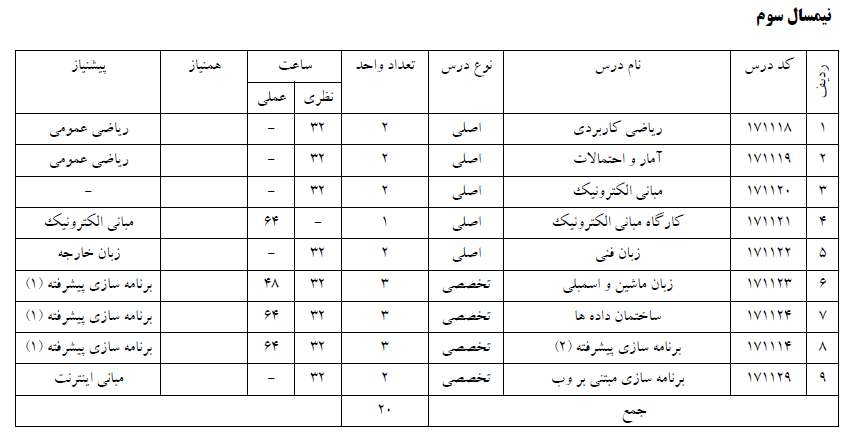 نیمسال سوم
ردیف کد درس نام درس نوع درس تعداد واحد ساعت همنیاز پیشنیاز
نظری عملی
۱ ۱۷۱۱۱۸ ریاضی کاربردی اصلی ۲ ۳۲ - ریاضی عمومی
۲ ۱۷۱۱۱۹ آمار و احتمالات اصلی ۲ ۳۲ - ریاضی عمومی
۳ ۱۷۱۱۲۰ مبانی الکترونیک اصلی ۲ ۳۲ - -
۴ ۱۷۱۱۲۱ کارگاه مبانی الکترونیک اصلی ۱ - ۶۴ مبانی الکترونیک
۵ ۱۷۱۱۲۲ زبان فنی اصلی ۲ ۳۲ - زبان خارجه
۶ ۱۷۱۱۲۳ زبان ماشین و اسمبلی تخصصی ۳ ۳۲ ۴۸ برنامه سازی پیشرفته (۱)
۷ ۱۷۱۱۲۴ ساختمان داده ها تخصصی ۳ ۳۲ ۶۴ برنامه سازی پیشرفته (۱)
۸ ۱۷۱۱۱۴ برنامه سازی پیشرفته (۲) تخصصی ۳ ۳۲ ۶۴ برنامه سازی پیشرفته (۱)
۹ ۱۷۱۱۲۹ برنامه سازی مبتنی بر وب تخصصی ۲ ۳۲ - مبانی اینترنت
جمع ۲۰